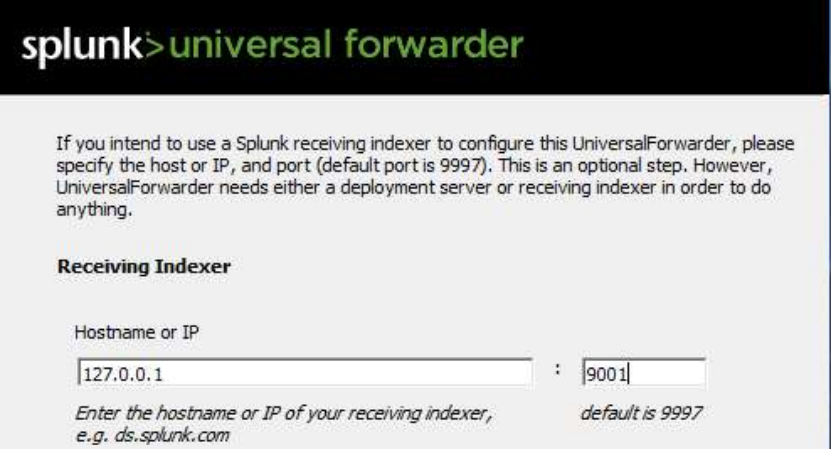 splunk>universal forwarder
If you intend to use a Splunk receiving indexer to configure this UniversalForwarder, please
specify the host or IP, and port (default port is 9997). This is an optional step. However,
UniversalForwarder needs either a deployment server or receiving indexer in order to do
anything.
Receiving Indexer
Hostname or IP
127.0.0.1 : 9001
Enter the hostname or IP of your receiving indexer, default is 9997
e.g. ds.splunk.com